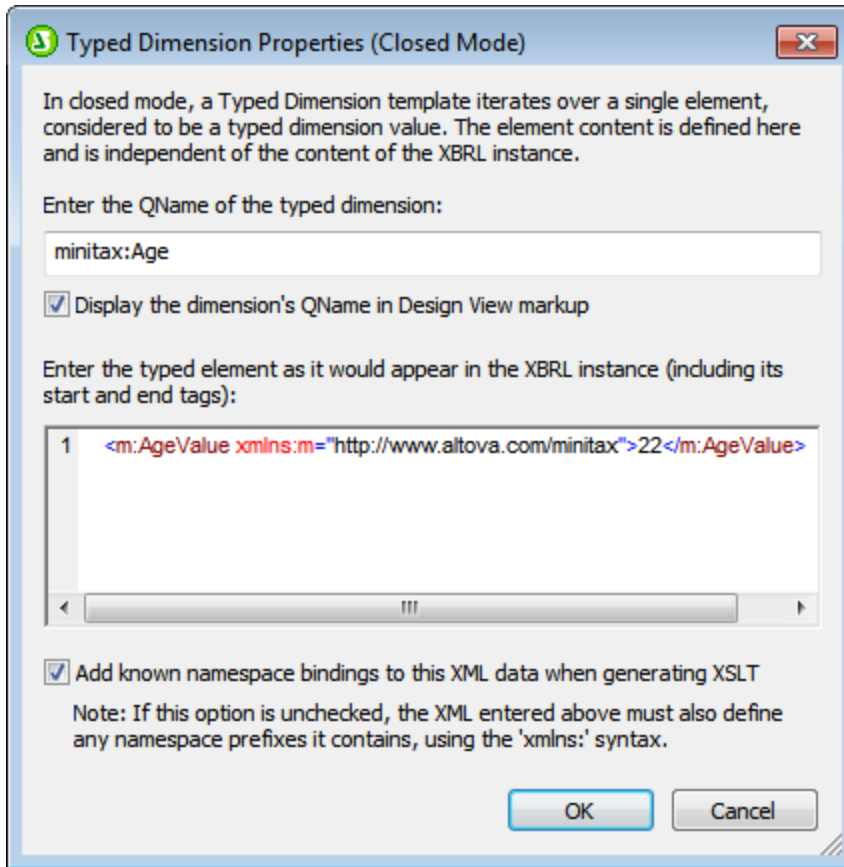 Typed Dimension Properties (Closed Mode)
In closed mode, a Typed Dimension template iterates over a single element,
considered to be a typed dimension value. The element content is defined here
and is independent of the content of the XBRL instance.
Enter the QName of the typed dimension:
minitax:Age
Display the dimension's QName in Design View markup
Enter the typed element as it would appear in the XBRL instance (including its
start and end tags):
1 <m:AgeValue xmlns:m="http://www.altova.com/minitax">22</m:AgeValue>
Add known namespace bindings to this XML data when generating XSLT
Note: If this option is unchecked, the XML entered above must also define
any namespace prefixes it contains, using the 'xmlns:' syntax.
OK Cancel